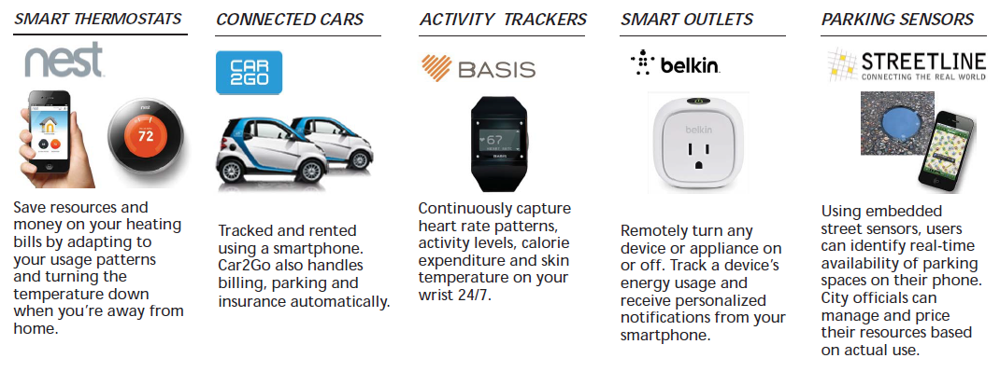 SMART THERMOSTATS
nest
72
Save resources and
money on your heating
bills by adapting to
your usage patterns
and turning the
temperature down
when you're away from
home.
CONNECTED CARS
CAR
2GO
Tracked and rented
using a smartphone.
Car2Go also handles
billing, parking and
insurance automatically.
ACTIVITY TRACKERS
BASIS
67
HEART RATE
BASIS
Continuously capture
heart rate patterns,
activity levels, calorie
expenditure and skin
temperature on your
wrist 24/7.
SMART OUTLETS
belkin
belkin
Remotely turn any
device or appliance on
or off. Track a device's
energy usage and
receive personalized
notifications from your
smartphone.
PARKING SENSORS
STREETLINE
CONNECTING THE REAL WORLD
Using embedded
street sensors, users
can identify real-time
availability of parking
spaces on their phone.
City officials can
manage and price
their resources based
on actual use.